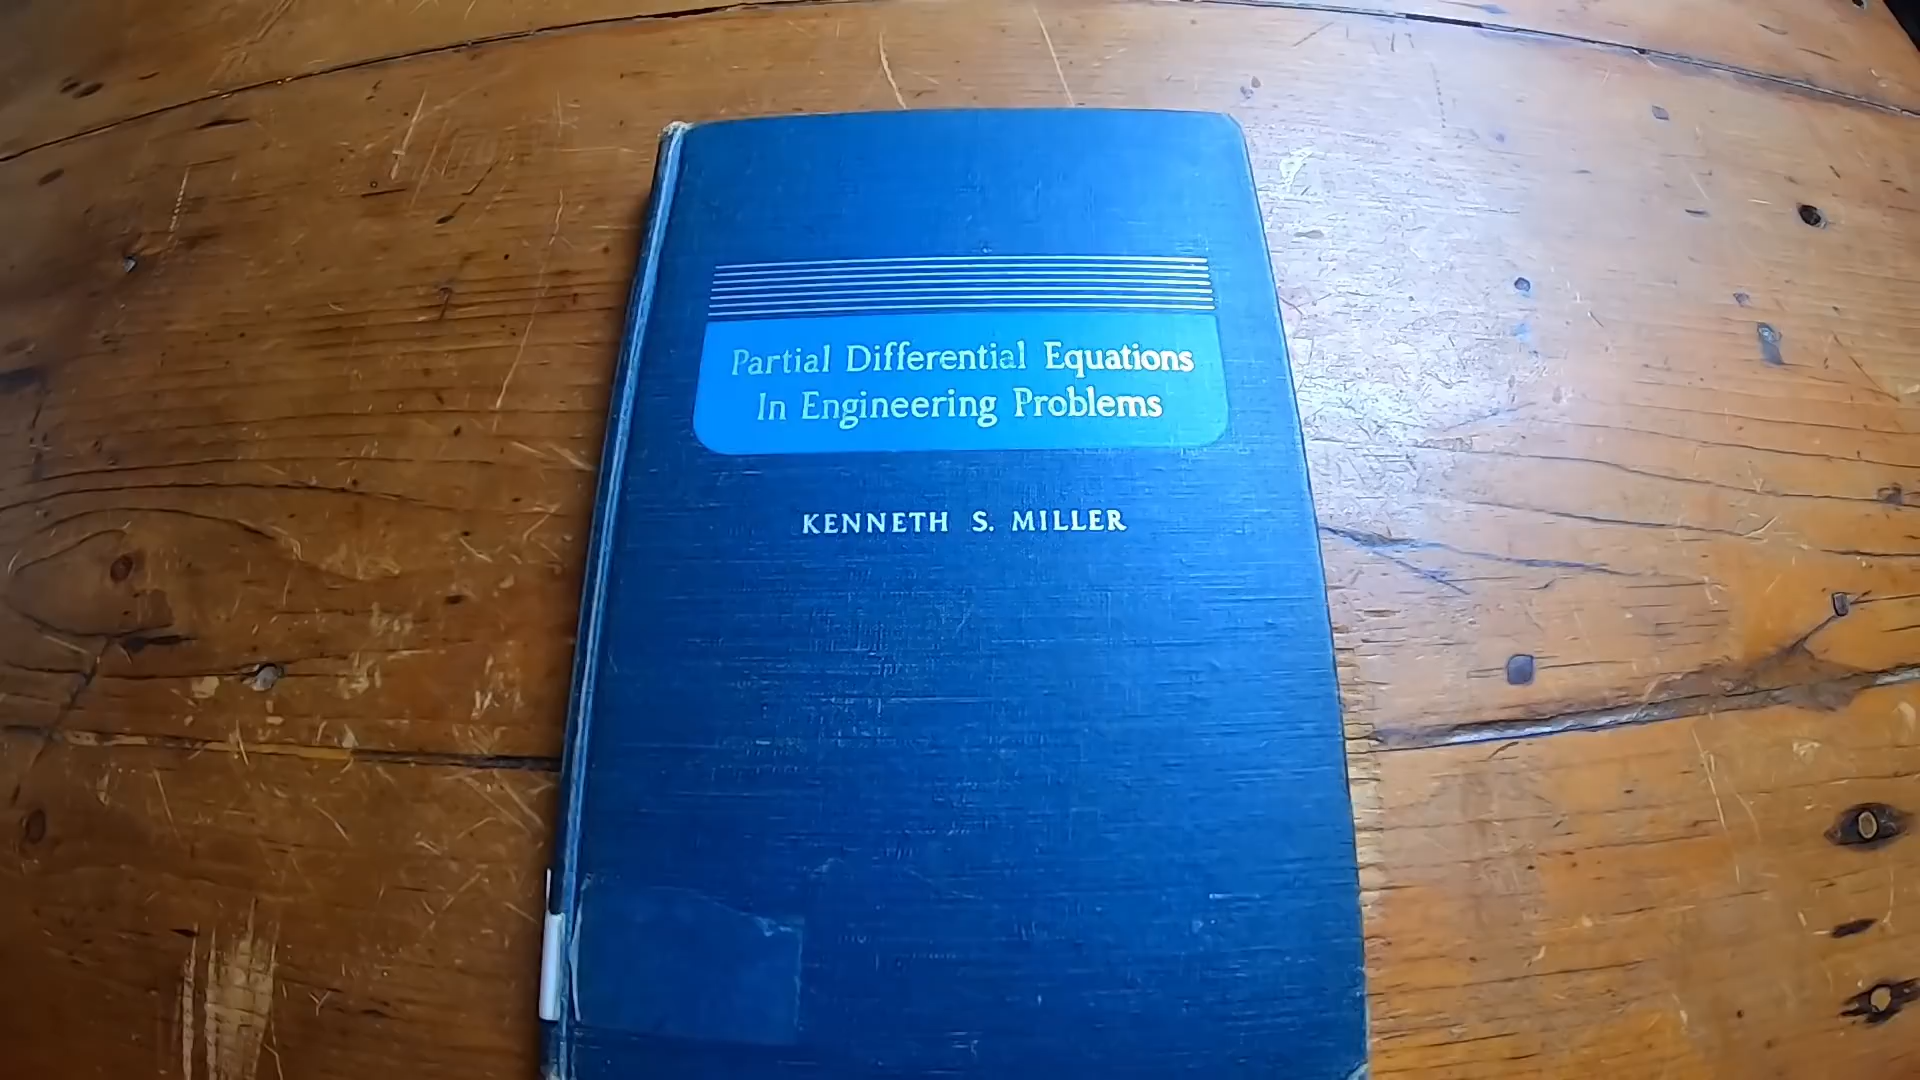 Partial Differential Equations
In Engineering Problems
KENNETH S. MILLER